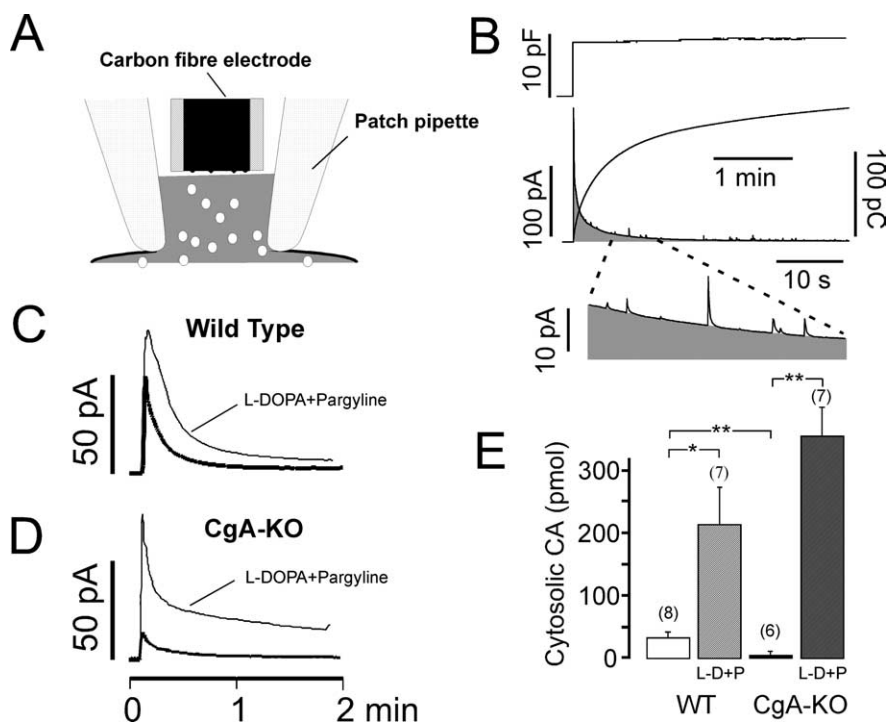 A
Carbon fibre electrode
Patch pipette
B
10 pF
100 pA
100 pC
1 min
10 s
10 pA
C
Wild Type
L-DOPA+Pargyline
50 pA
D
CgA-KO
L-DOPA+Pargyline
50 pA
0 1 2 min
E
Cytosolic CA (pmol)
300
200
100
0
(8)
*
(7)
**
(6)
**
(7)
L-D+P
L-D+P
WT CgA-KO